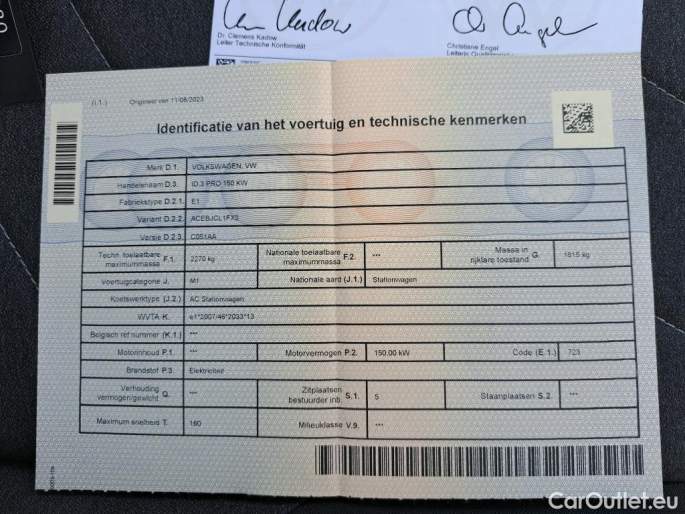 Dr. Clemens Kadow
Leiter Technische Konformität
Christiane Engel
(I.1.) Origineel van 11/08/2023
Identificatie van het voertuig en technische kenmerken
Merk D.1. VOLKSWAGEN, VW
Handelsnaam D.3. ID.3 PRO 150 KW
Fabriekstype D.2.1. E1
Variant D.2.2. ACEBJCL1FX2
Versie D.2.3. C0S1AA
Techn. toelaatbare maximummassa F.1. 2270 kg Nationale toelaatbare maximummassa F.2. *** Massa in rijklare toestand G. 1815 kg
Voertuigcategorie J. M1 Nationale aard (J.1.) Stationwagen
Koetswerktype (J.2.) AC Stationwagen
WVTA K. e1*2007/46*2033*13
Belgisch ref nummer (K.1.) ***
Motorinhoud P.1. *** Motorvermogen P.2. 150.00 kW Code (E.1.) 723
Brandstof P.3. Elektriciteit
Verhouding vermogen/gewicht Q. *** Zitplaatsen bestuurder inb. S.1. 5 Staanplaatsen S.2. ***
Maximum snelheid T. 160 Milieuklasse V.9. ***
CarOutlet.eu